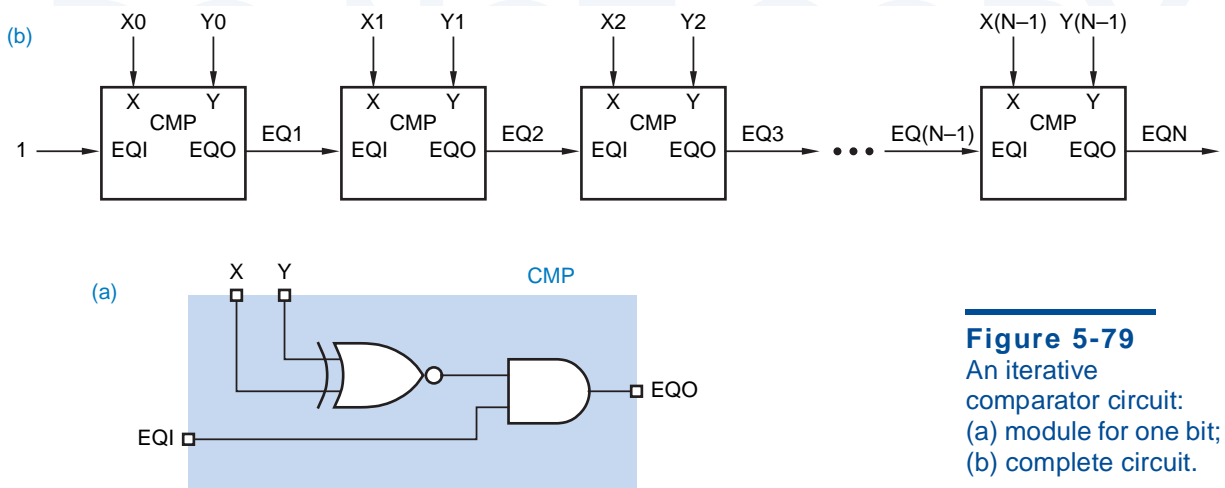 X0 Y0 X1 Y1 X2 Y2 X(N–1) Y(N–1)
(b)
X Y X Y X Y X Y
CMP CMP CMP CMP
1 EQI EQO EQ1 EQI EQO EQ2 EQI EQO EQ3 EQ(N–1) EQI EQO EQN
X Y CMP
(a)
EQO
EQI
Figure 5-79
An iterative
comparator circuit:
(a) module for one bit;
(b) complete circuit.